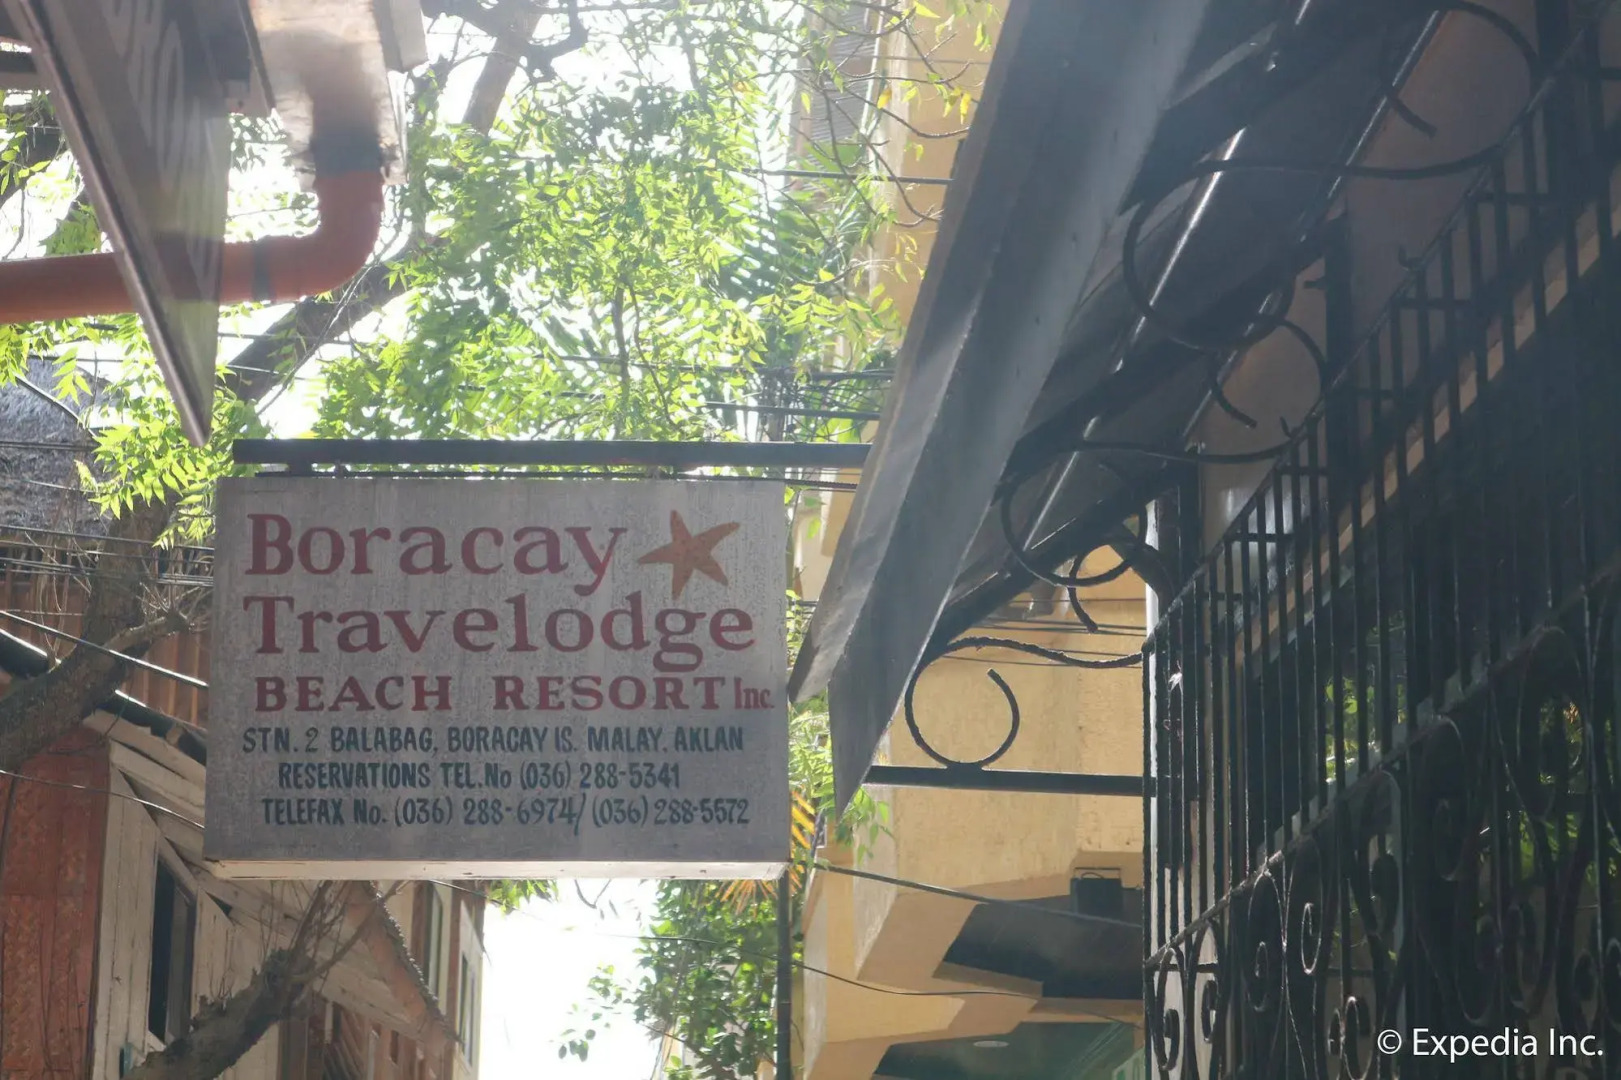 Boracay
Travelodge
BEACH RESORT Inc.
STN. 2 BALABAG, BORACAY IS. MALAY, AKLAN
RESERVATIONS TEL.No (036) 288-5341
TELEFAX No. (036) 288-6974/(036) 288-5572
© Expedia Inc.